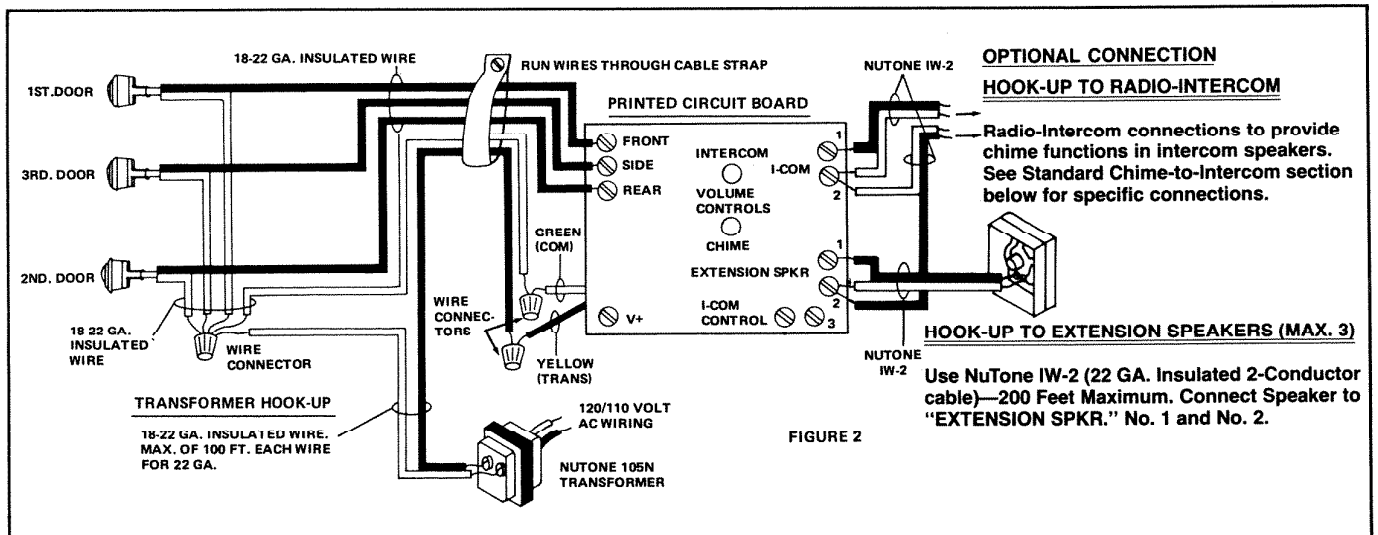 18-22 GA. INSULATED WIRE
RUN WIRES THROUGH CABLE STRAP
1ST. DOOR
3RD. DOOR
2ND. DOOR
18 22 GA.
INSULATED
WIRE
WIRE
CONNECTOR
TRANSFORMER HOOK-UP
18-22 GA. INSULATED WIRE.
MAX. OF 100 FT. EACH WIRE
FOR 22 GA.
PRINTED CIRCUIT BOARD
FRONT
SIDE
REAR
INTERCOM
VOLUME
CONTROLS
CHIME
I-COM
1
2
EXTENSION SPKR
1
2
I-COM
CONTROL
3
V+
GREEN
(COM)
WIRE
CONNEC-
TORS
YELLOW
(TRANS)
120/110 VOLT
AC WIRING
NUTONE 105N
TRANSFORMER
FIGURE 2
NUTONE IW-2
NUTONE
IW-2
OPTIONAL CONNECTION
HOOK-UP TO RADIO-INTERCOM
Radio-Intercom connections to provide
chime functions in intercom speakers.
See Standard Chime-to-Intercom section
below for specific connections.
HOOK-UP TO EXTENSION SPEAKERS (MAX. 3)
Use NuTone IW-2 (22 GA. Insulated 2-Conductor
cable)—200 Feet Maximum. Connect Speaker to
“EXTENSION SPKR.” No. 1 and No. 2.